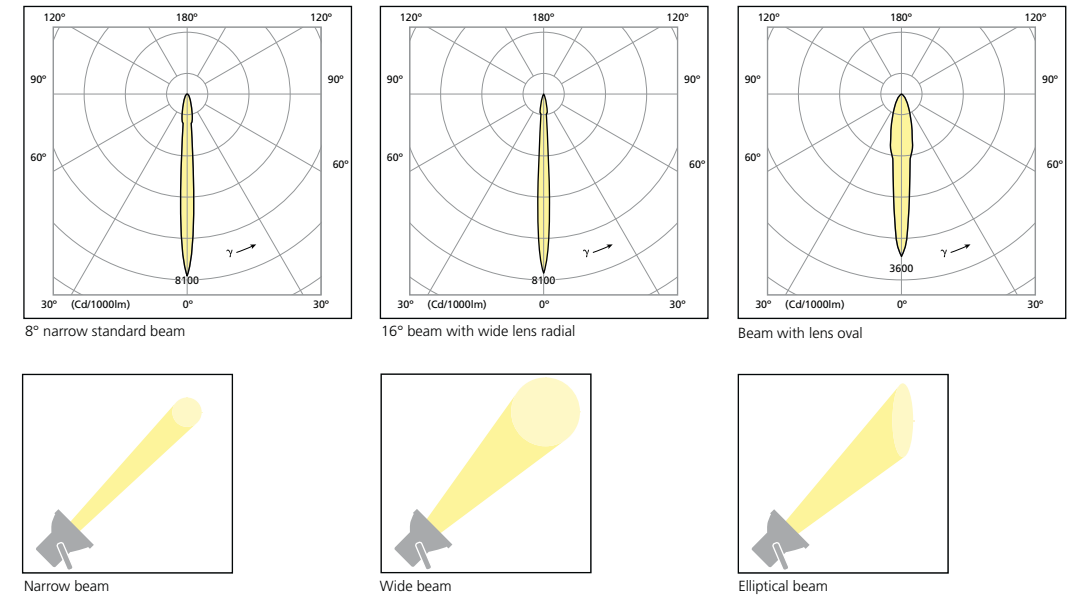 120° 180° 120°
90° 90°
60° 60°
γ
8100
30° (Cd/1000lm) 0° 30°
8° narrow standard beam
120° 180° 120°
90° 90°
60° 60°
γ
8100
30° (Cd/1000lm) 0° 30°
16° beam with wide lens radial
120° 180° 120°
90° 90°
60° 60°
γ
3600
30° (Cd/1000lm) 0° 30°
Beam with lens oval
Narrow beam
Wide beam
Elliptical beam